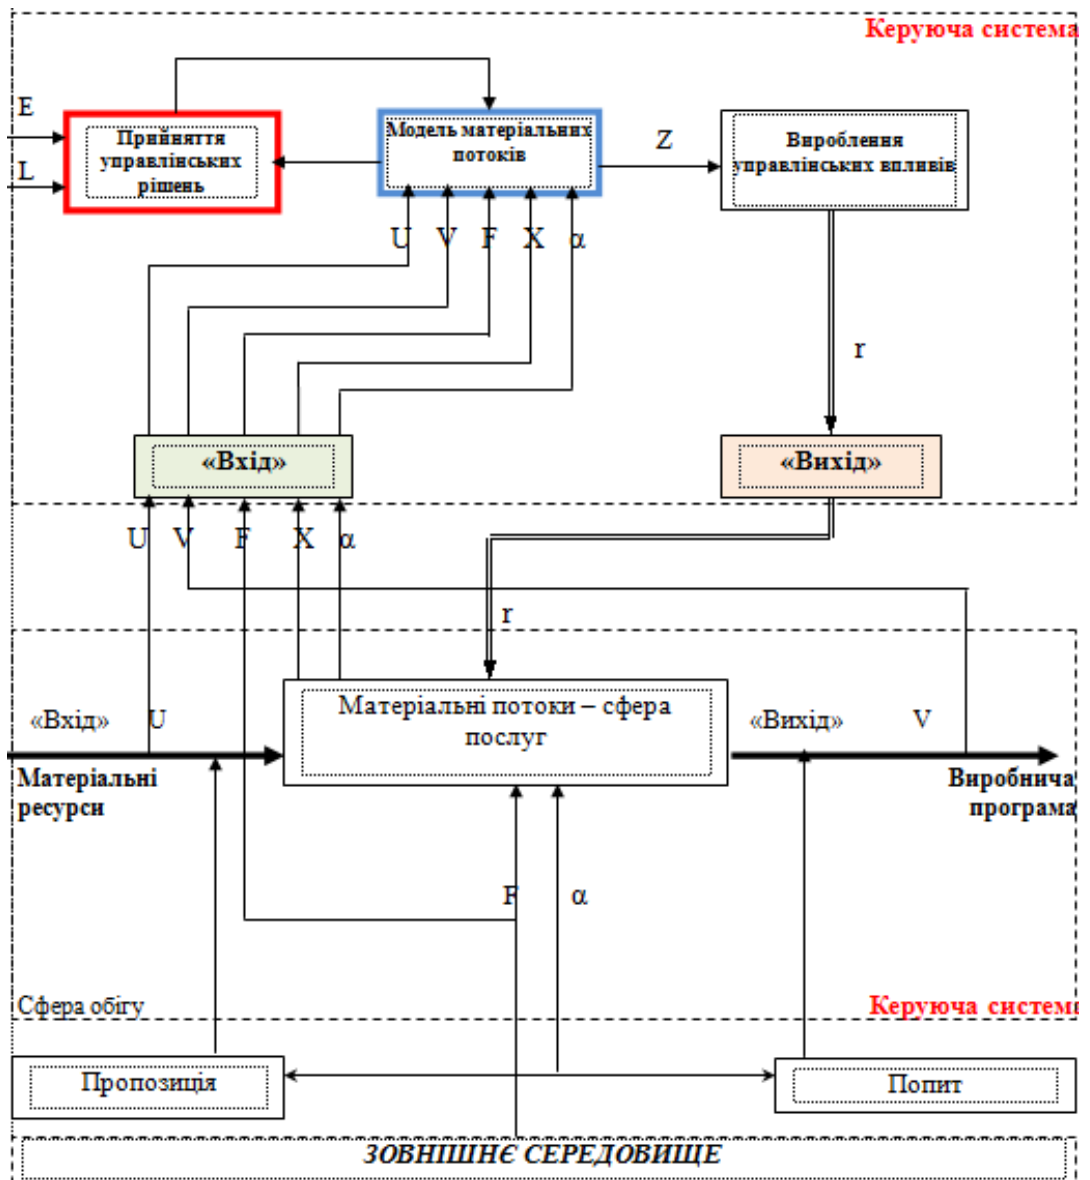 Керуюча система
E
L
Прийняття
управлінських
рішень
Модель матеріальних
потоків
Z
Вироблення
управлінських впливів
U V F X α
r
«Вхід»
«Вихід»
U V F X α
r
«Вхід» U
Матеріальні потоки – сфера
послуг
«Вихід» V
Матеріальні
ресурси
Виробнича
програма
F α
Сфера обігу
Керуюча система
Пропозиція
Попит
ЗОВНІШНЄ СЕРЕДОВИЩЕ